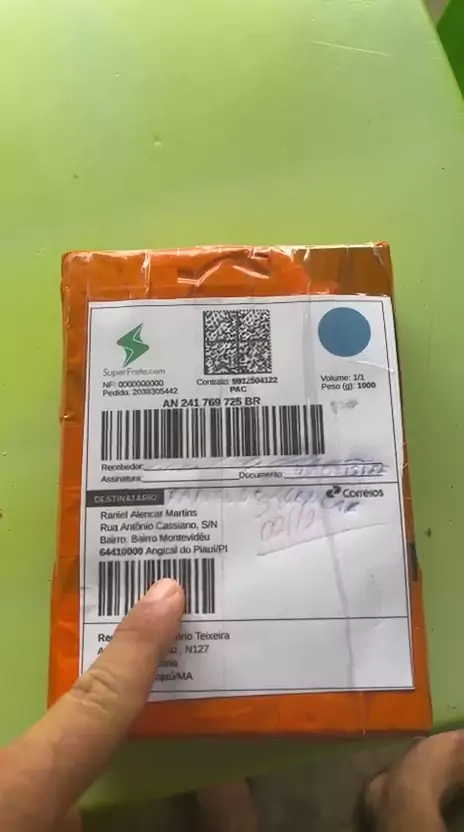 SuperFrete.com
NF: 0000000000
Pedido: 2038305442
Contrato: 9912504122
PAC
Volume: 1/1
Peso (g): 1000
AN 241 769 725 BR
Recebedor:
Assinatura:
Documento:
DESTINATÁRIO
Correios
Raniel Alencar Martins
Rua Antônio Cassiano, S/N
Bairro: Bairro Montevidéu
64410000 Angical do Piauí/PI
Teixeira
N127
/MA